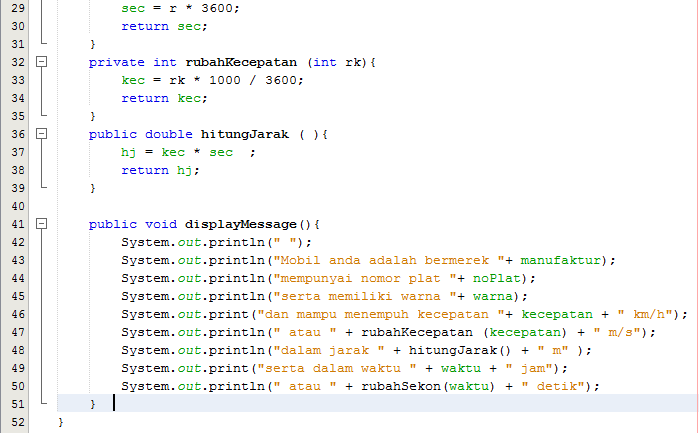 29 sec = r * 3600;
30 return sec;
31 }
32 private int rubahKecepatan (int rk){
33 kec = rk * 1000 / 3600;
34 return kec;
35 }
36 public double hitungJarak ( ){
37 hj = kec * sec  ;
38 return hj;
39 }
40
41 public void displayMessage(){
42 System.out.println(" ");
43 System.out.println("Mobil anda adalah bermerek "+ manufaktur);
44 System.out.println("mempunyai nomor plat "+ noPlat);
45 System.out.println("serta memiliki warna "+ warna);
46 System.out.print("dan mampu menempuh kecepatan "+ kecepatan + " km/h");
47 System.out.println(" atau " + rubahKecepatan (kecepatan) + " m/s");
48 System.out.println("dalam jarak " + hitungJarak() + " m" );
49 System.out.print("serta dalam waktu " + waktu + " jam");
50 System.out.println(" atau " + rubahSekon(waktu) + " detik");
51 }
52 }